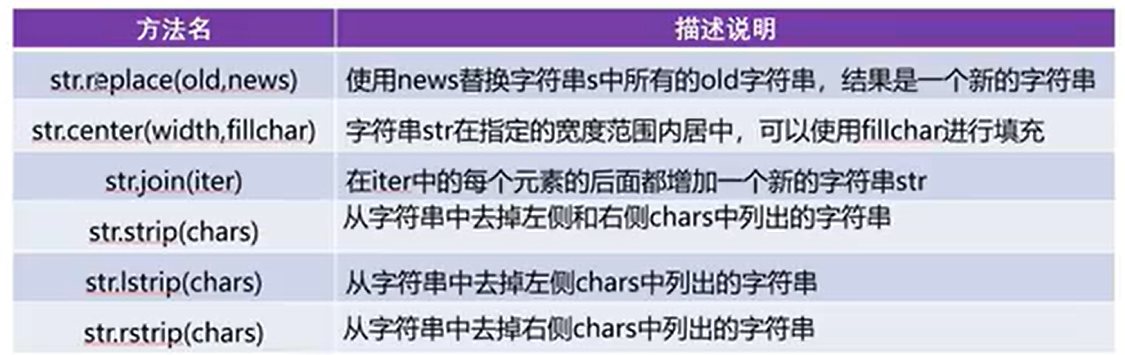 方法名 描述说明
str.replace(old,news) 使用news替换字符串s中所有的old字符串，结果是一个新的字符串
str.center(width,fillchar) 字符串str在指定的宽度范围内居中，可以使用fillchar进行填充
str.join(iter) 在iter中的每个元素的后面都增加一个新的字符串str
str.strip(chars) 从字符串中去掉左侧和右侧chars中列出的字符串
str.lstrip(chars) 从字符串中去掉左侧chars中列出的字符串
str.rstrip(chars) 从字符串中去掉右侧chars中列出的字符串